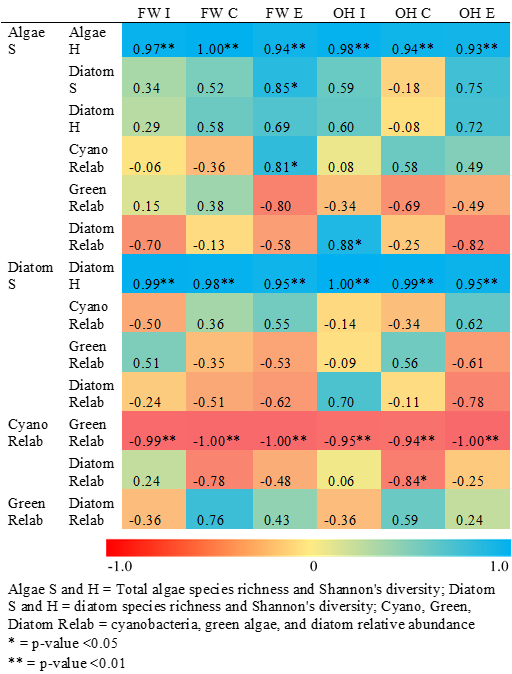 FW I FW C FW E OH I OH C OH E
Algae Algae
S H 0.97** 1.00** 0.94** 0.98** 0.94** 0.93**
Diatom
S 0.34 0.52 0.85* 0.59 -0.18 0.75
Diatom
H 0.29 0.58 0.69 0.60 -0.08 0.72
Cyano
Relab -0.06 -0.36 0.81* 0.08 0.58 0.49
Green
Relab 0.15 0.38 -0.80 -0.34 -0.69 -0.49
Diatom
Relab -0.70 -0.13 -0.58 0.88* -0.25 -0.82
Diatom Diatom
S H 0.99** 0.98** 0.95** 1.00** 0.99** 0.95**
Cyano
Relab -0.50 0.36 0.55 -0.14 -0.34 0.62
Green
Relab 0.51 -0.35 -0.53 -0.09 0.56 -0.61
Diatom
Relab -0.24 -0.51 -0.62 0.70 -0.11 -0.78
Cyano Green
Relab Relab -0.99** -1.00** -1.00** -0.95** -0.94** -1.00**
Diatom
Relab 0.24 -0.78 -0.48 0.06 -0.84* -0.25
Green Diatom
Relab Relab -0.36 0.76 0.43 -0.36 0.59 0.24
-1.0 0.0 1.0
Algae S and H = Total algae species richness and Shannon's diversity; Diatom
S and H = diatom species richness and Shannon's diversity; Cyano, Green,
Diatom Relab = cyanobacteria, green algae, and diatom relative abundance
* = p-value <0.05
** = p-value <0.01